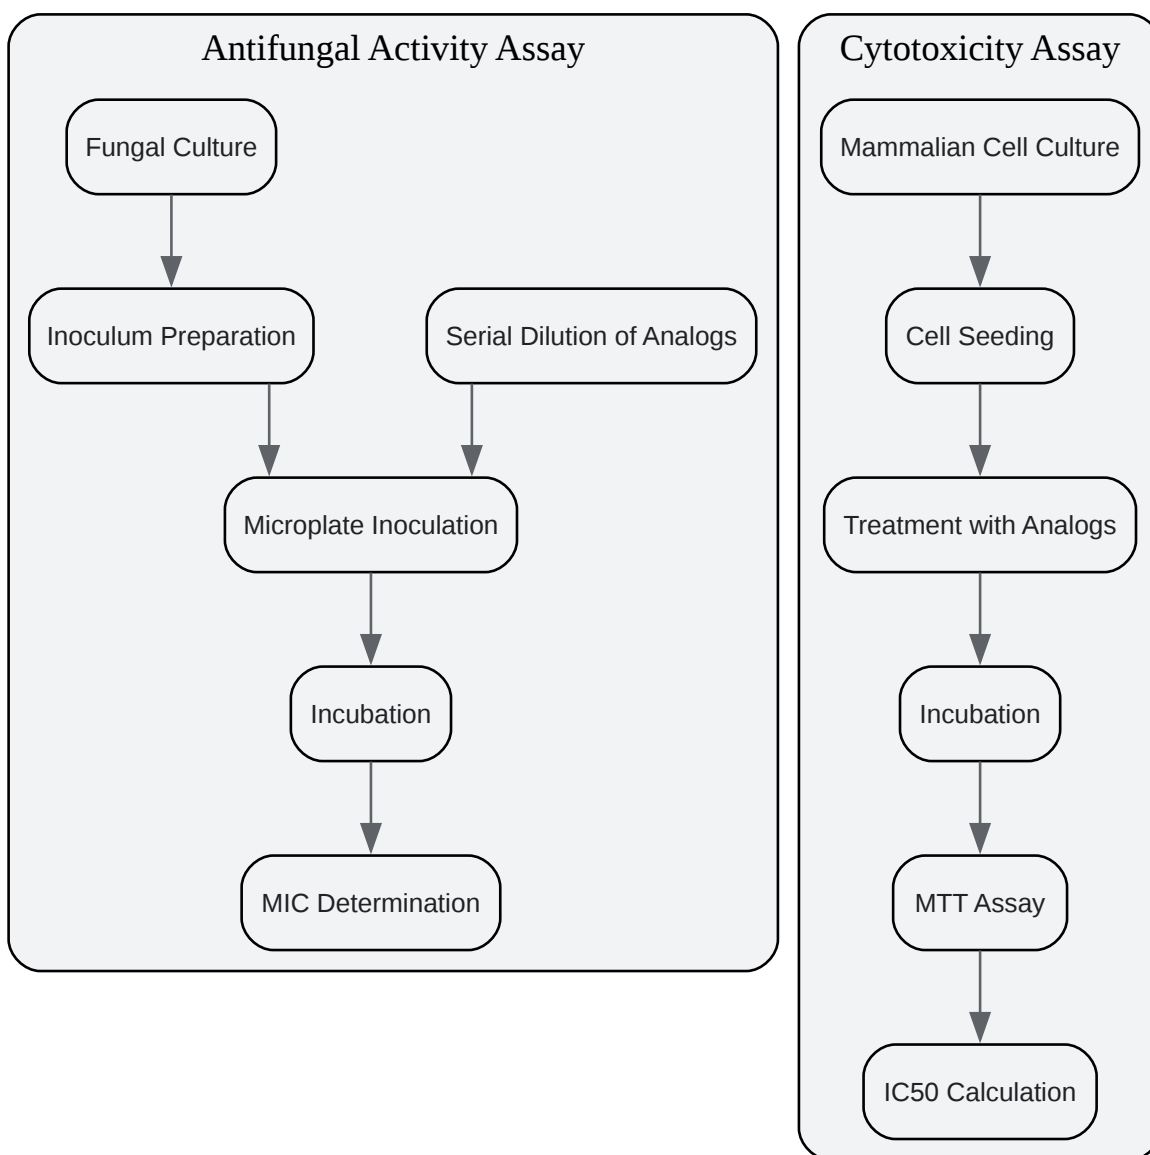 Antifungal Activity Assay
Fungal Culture
Inoculum Preparation
Serial Dilution of Analogs
Microplate Inoculation
Incubation
MIC Determination
Cytotoxicity Assay
Mammalian Cell Culture
Cell Seeding
Treatment with Analogs
Incubation
MTT Assay
IC50 Calculation